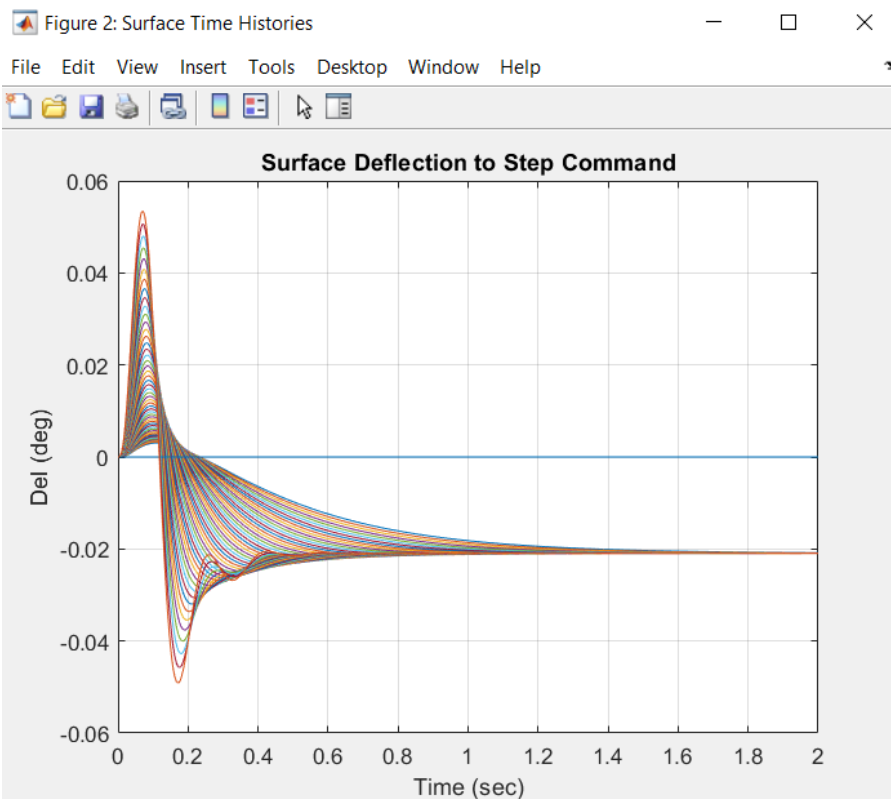 Figure 2: Surface Time Histories
File Edit View Insert Tools Desktop Window Help
Surface Deflection to Step Command
0.06
0.04
0.02
0
-0.02
-0.04
-0.06
Del (deg)
0 0.2 0.4 0.6 0.8 1 1.2 1.4 1.6 1.8 2
Time (sec)